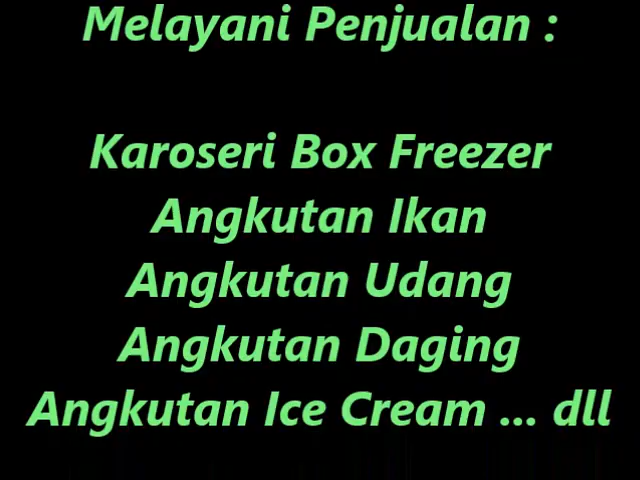 Melayani Penjualan :
Karoseri Box Freezer
Angkutan Ikan
Angkutan Udang
Angkutan Daging
Angkutan Ice Cream ... dll